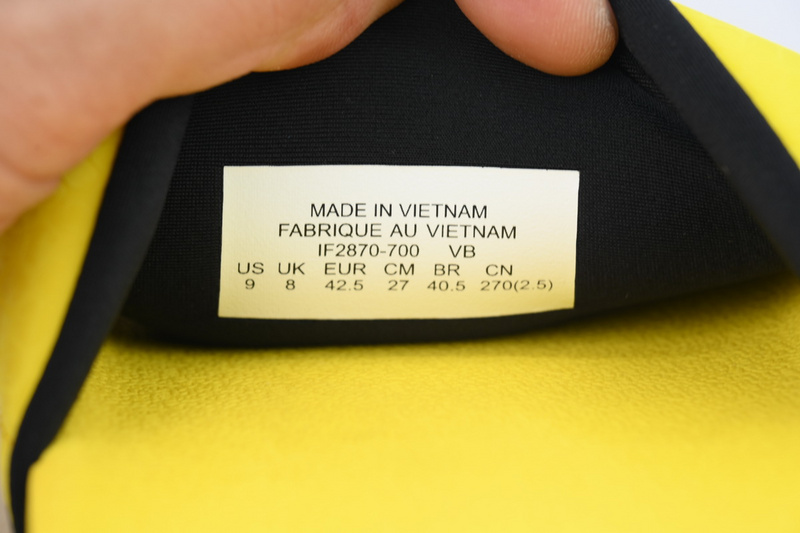 MADE IN VIETNAM
FABRIQUE AU VIETNAM
IF2870-700 VB
US UK EUR CM BR CN
9 8 42.5 27 40.5 270(2.5)